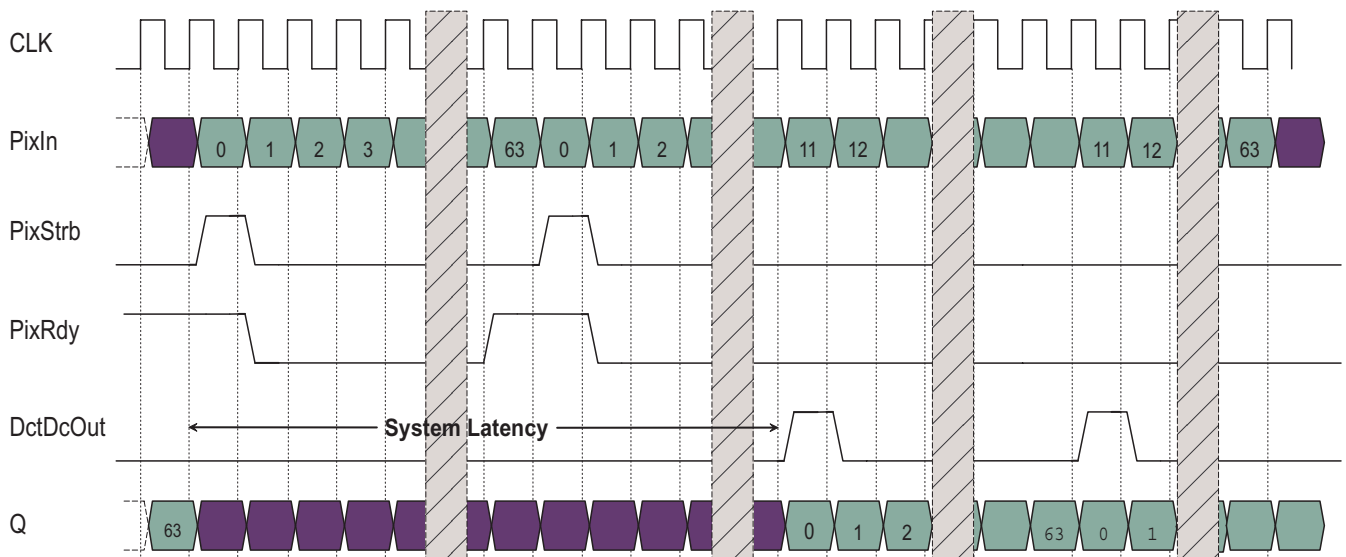 CLK
PixIn 0 1 2 3 63 0 1 2 11 12 11 12 63
PixStrb
PixRdy
DctDcOut System Latency
Q 63 0 1 2 63 0 1